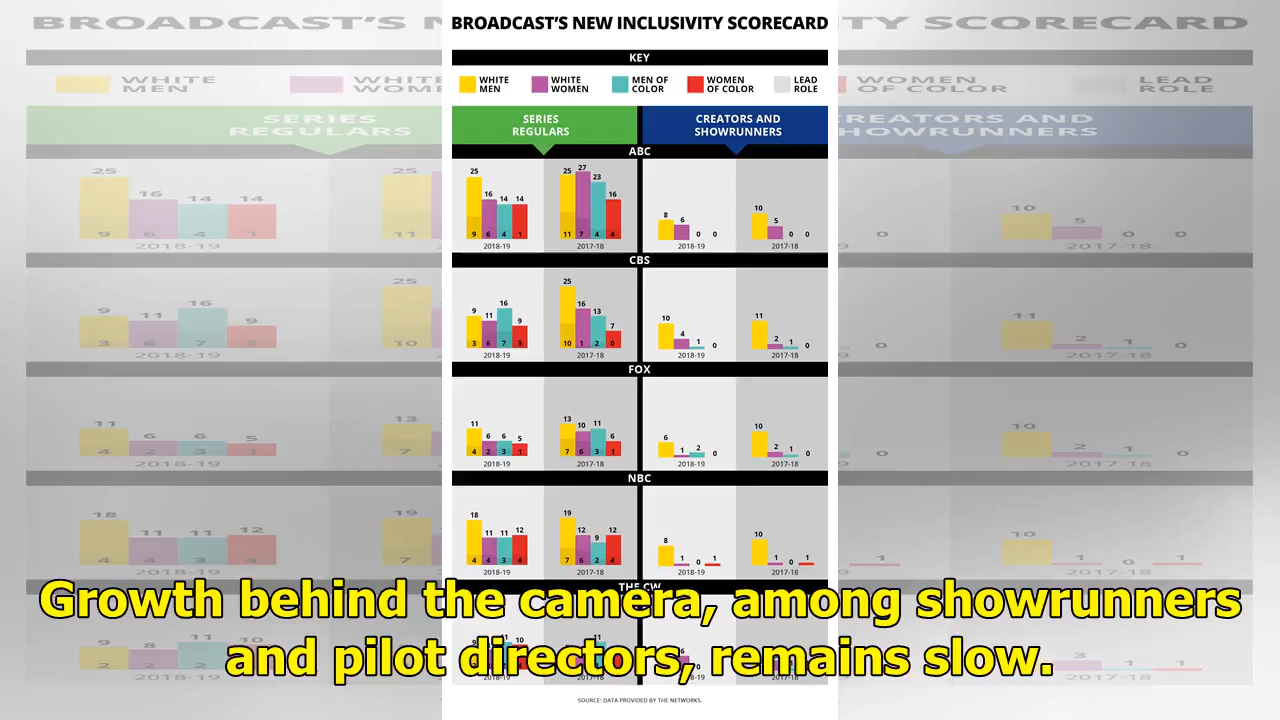 BROADCAST'S NEW INCLUSIVITY SCORECARD
KEY
WHITE MEN
WHITE WOMEN
MEN OF COLOR
WOMEN OF COLOR
LEAD ROLE
SERIES REGULARS
CREATORS AND SHOWRUNNERS
ABC
25 16 14 14
25 27 23 16
8 6 0 0
10 5 0 0
9 6 4 1
11 7 4 6
2018-19 2017-18 2018-19 2017-18
CBS
9 11 16 9
25 16 13 7
10 4 1 0
11 2 1 0
3 6 7 3
10 1 2 0
2018-19 2017-18 2018-19 2017-18
FOX
11 6 6 5
13 10 11 6
6 1 2 0
10 2 1 0
4 2 3 1
7 6 3 1
2018-19 2017-18 2018-19 2017-18
NBC
18 11 11 12
19 12 9 12
8 1 0 1
10 1 0 1
4 4 3 4
7 6 2 4
2018-19 2017-18 2018-19 2017-18
THE CW
Growth behind the camera, among showrunners
and pilot directors, remains slow.
SOURCE: DATA PROVIDED BY THE NETWORKS.